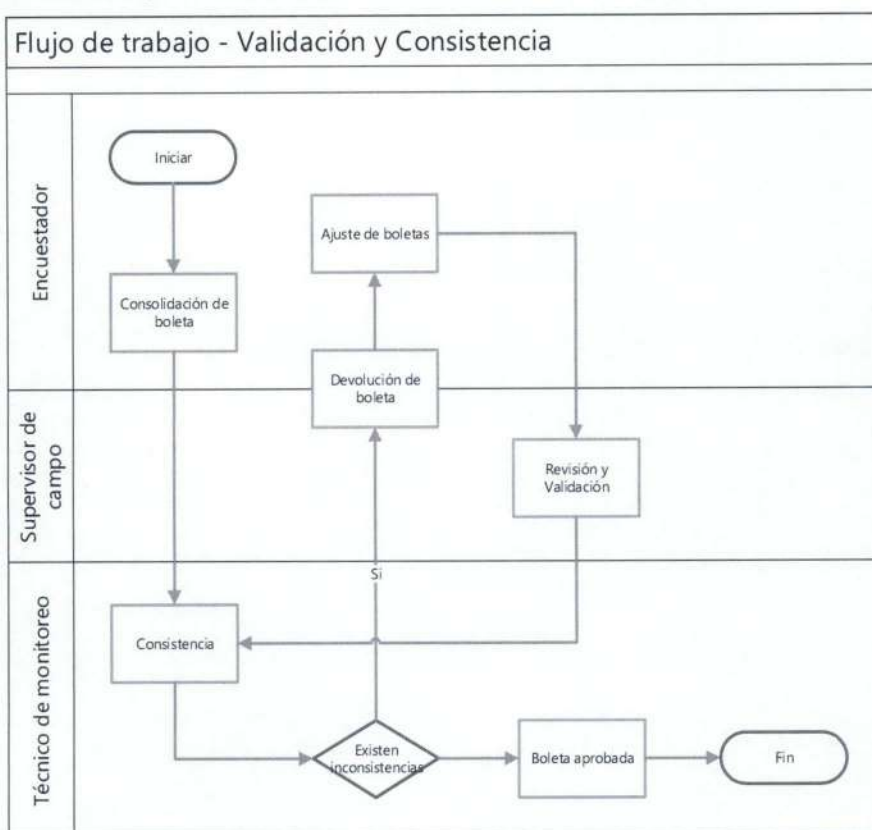 Flujo de trabajo - Validación y Consistencia
Encuestador
Iniciar
Ajuste de boletas
Consolidación de
boleta
Devolución de
boleta
Supervisor de
campo
Revisión y
Validación
Si
Técnico de monitoreo
Consistencia
Existen
inconsistencias
Boleta aprobada
Fin